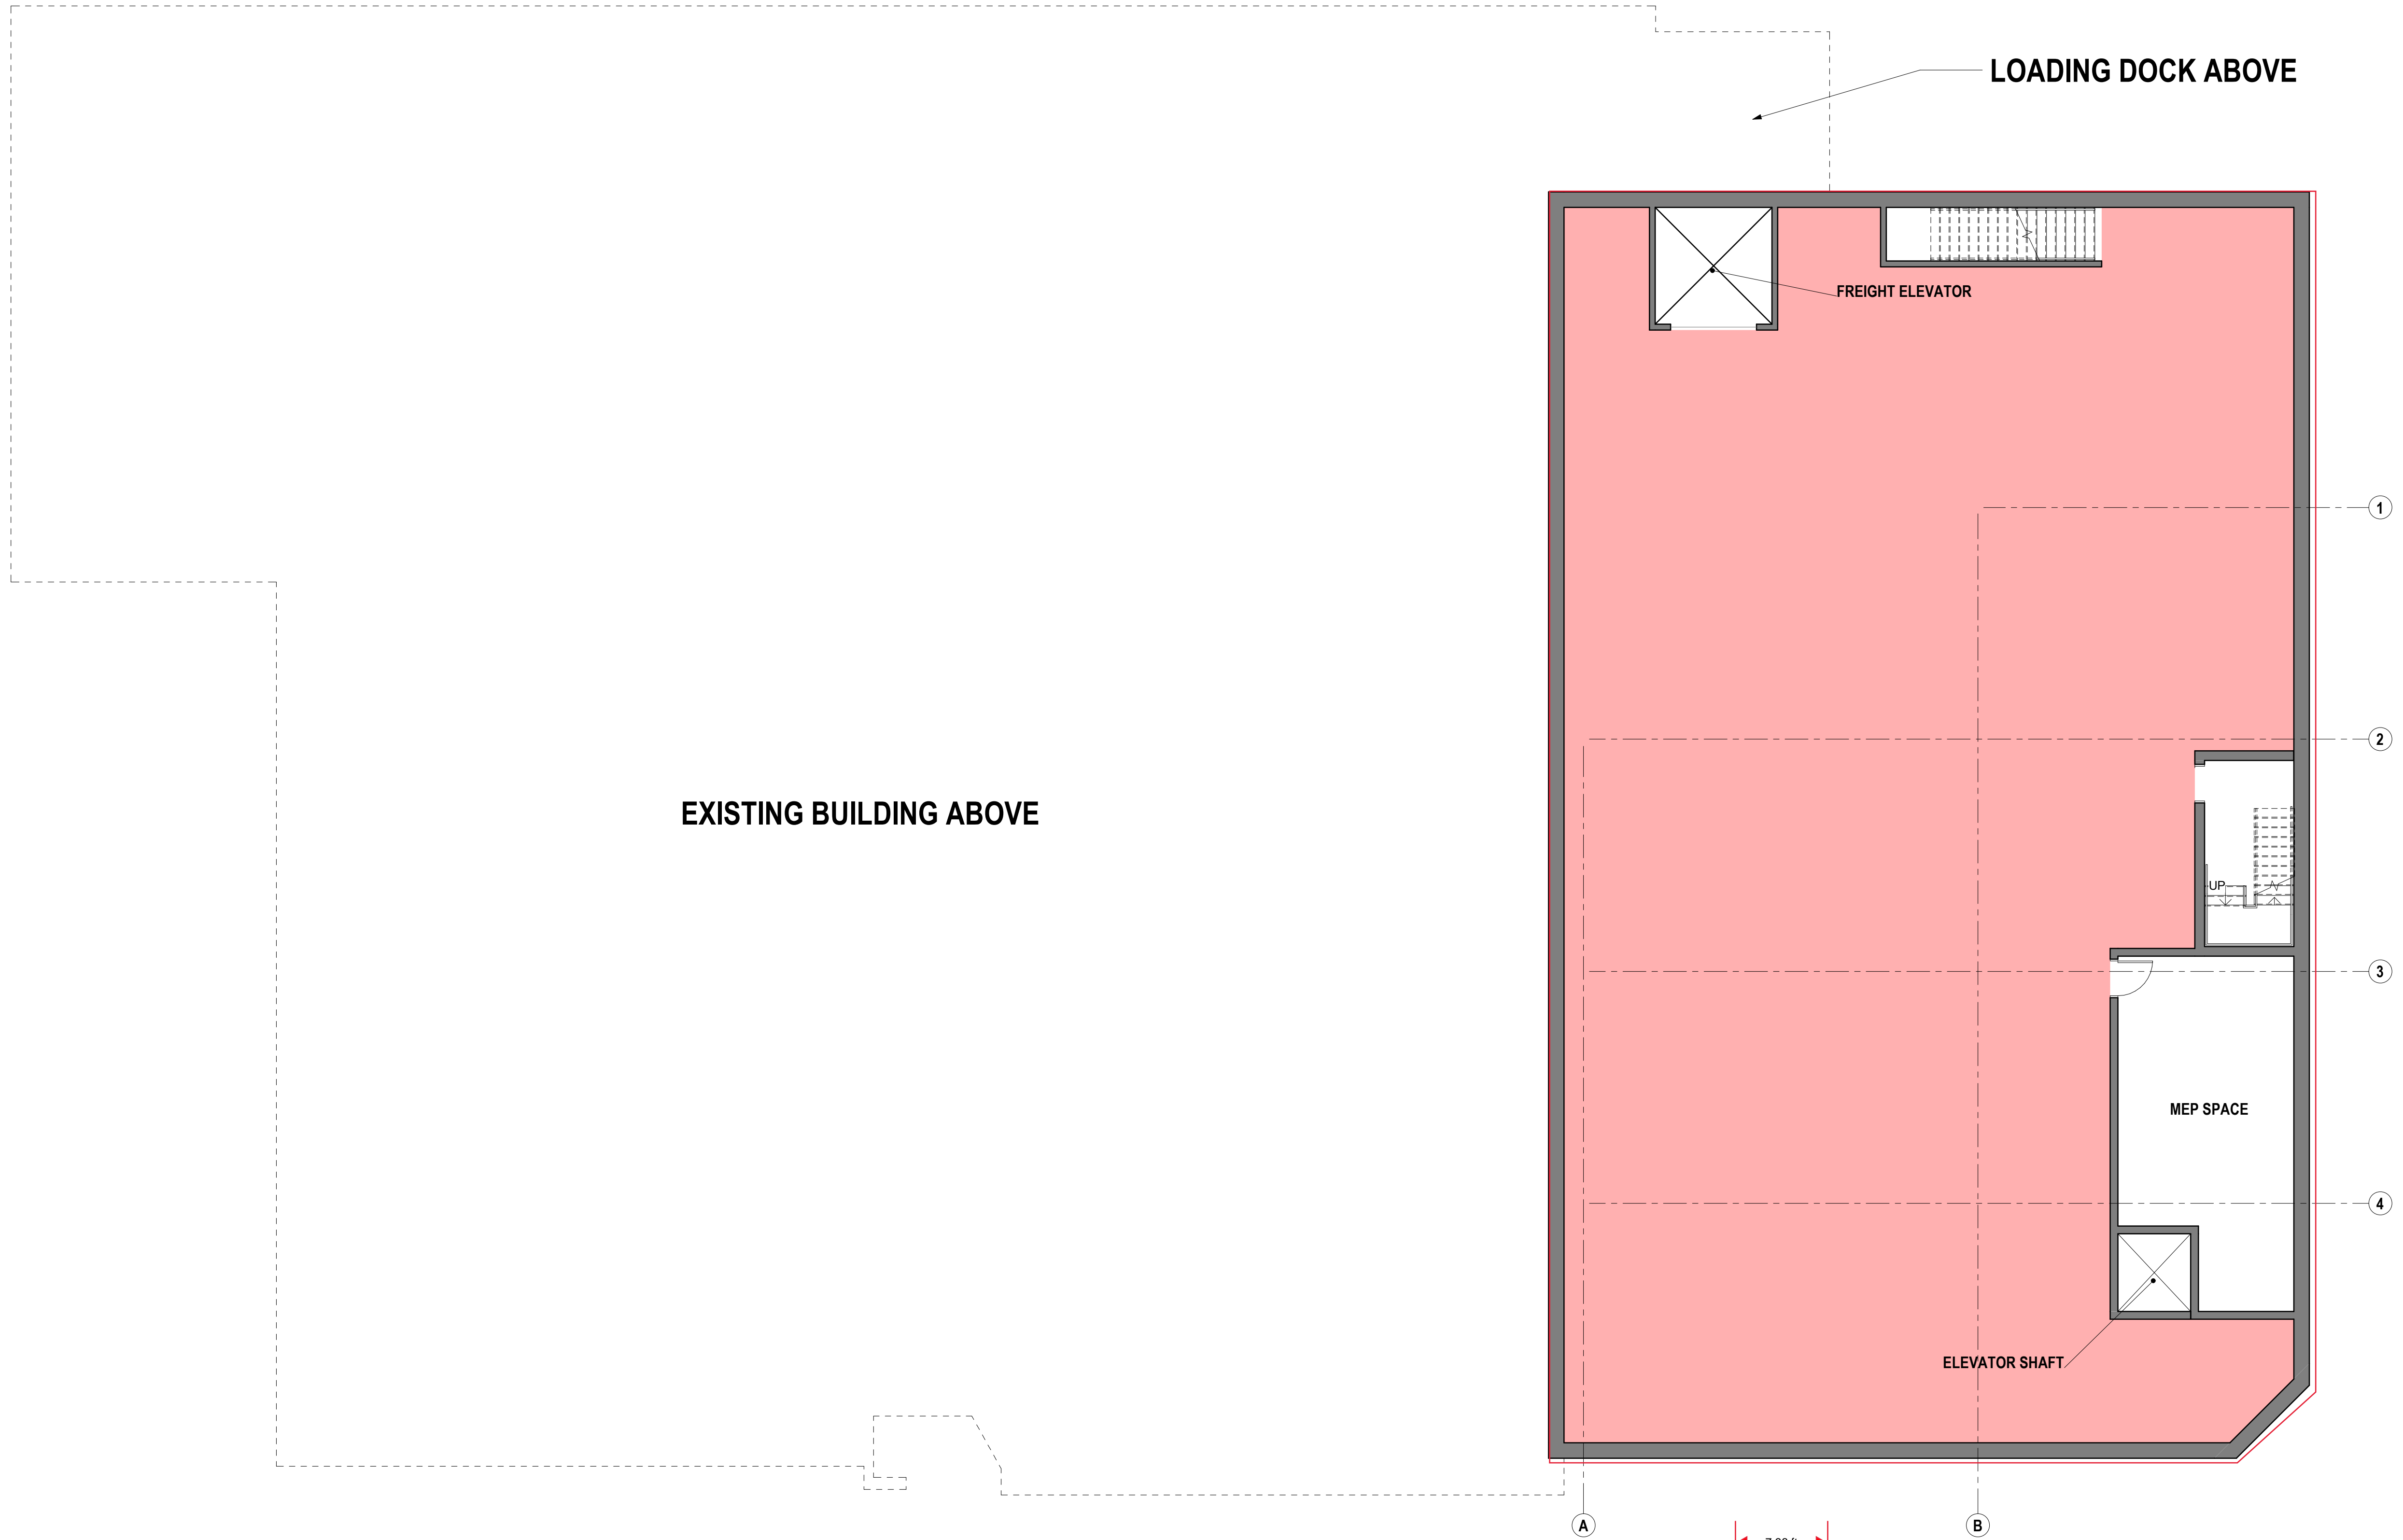 LOADING DOCK ABOVE
FREIGHT ELEVATOR
1
2
EXISTING BUILDING ABOVE
UP
3
MEP SPACE
4
ELEVATOR SHAFT
A
B